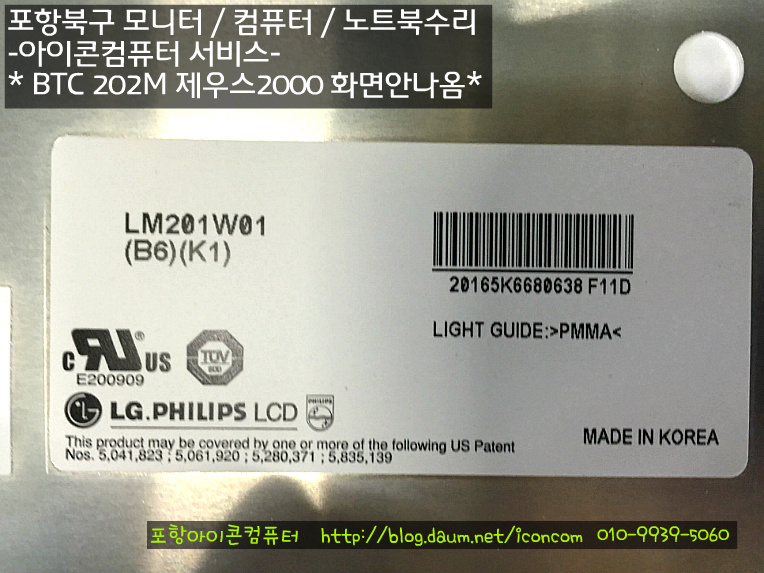 포항북구 모니터 / 컴퓨터 / 노트북수리
-아이콘컴퓨터 서비스-
* BTC 202M 제우스2000 화면안나옴*
LM201W01
(B6)(K1)
20165K6680638 F11D
LIGHT GUIDE:>PMMA<
c RU US
E200909
TUV
LG.PHILIPS LCD
PHILIPS
This product may be covered by one or more of the following US Patent
Nos. 5,041,823 ; 5,061,920 ; 5,280,371 ; 5,835,139
MADE IN KOREA
포항아이콘컴퓨터 http://blog.daum.net/iconcom 010-9939-5060